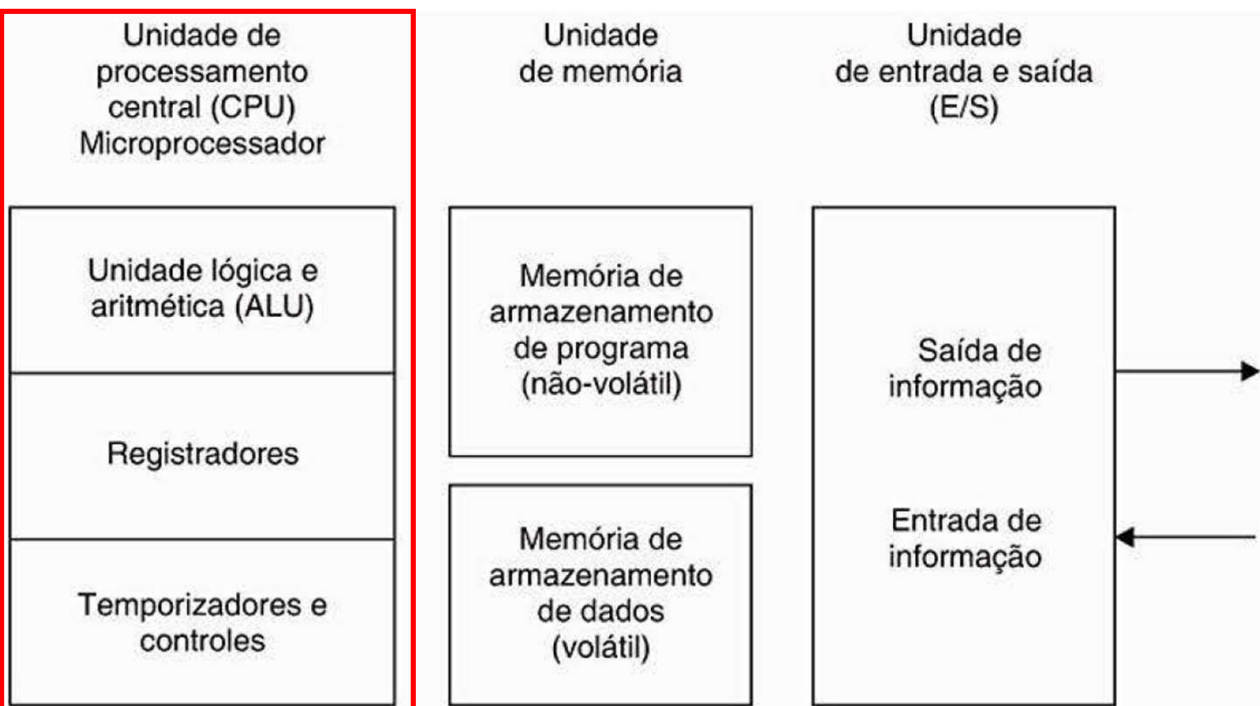 Unidade de
processamento
central (CPU)
Microprocessador
Unidade lógica e
aritmética (ALU)
Registradores
Temporizadores e
controles
Unidade
de memória
Memória de
armazenamento
de programa
(não-volátil)
Memória de
armazenamento
de dados
(volátil)
Unidade
de entrada e saída
(E/S)
Saída de
informação
Entrada de
informação